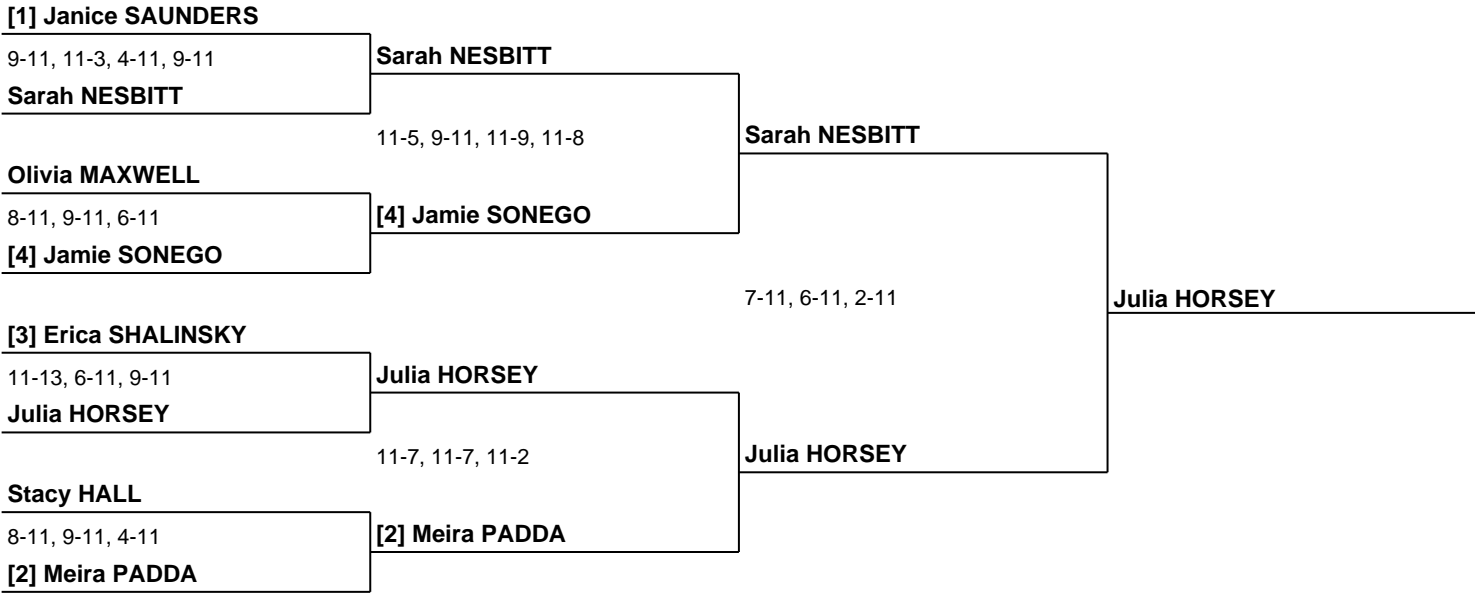 [1] Janice SAUNDERS
9-11, 11-3, 4-11, 9-11
Sarah NESBITT
Sarah NESBITT
11-5, 9-11, 11-9, 11-8
Sarah NESBITT
Olivia MAXWELL
8-11, 9-11, 6-11
[4] Jamie SONEGO
[4] Jamie SONEGO
7-11, 6-11, 2-11
Julia HORSEY
[3] Erica SHALINSKY
11-13, 6-11, 9-11
Julia HORSEY
Julia HORSEY
11-7, 11-7, 11-2
Julia HORSEY
Stacy HALL
8-11, 9-11, 4-11
[2] Meira PADDA
[2] Meira PADDA